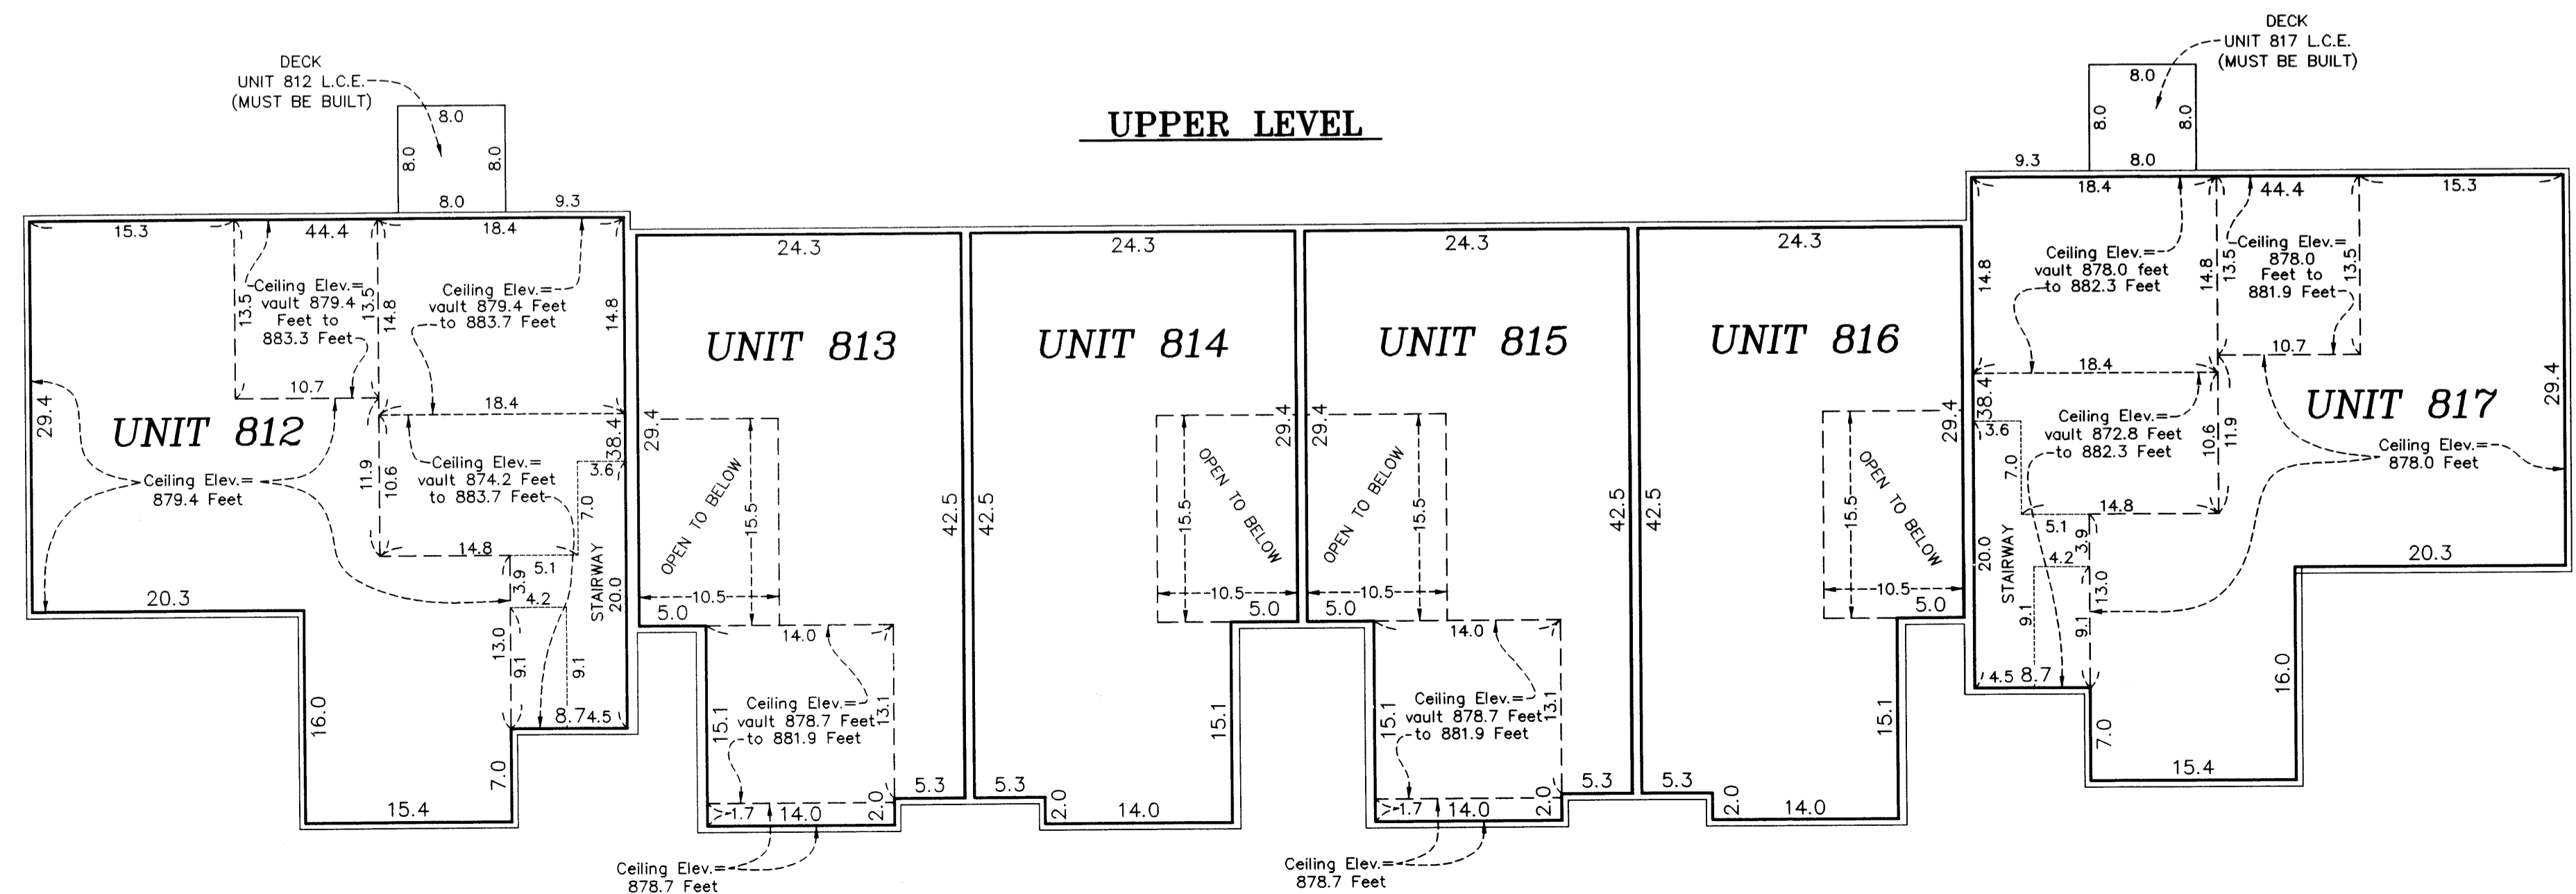 UPPER LEVEL
DECK
UNIT 812 L.C.E.
(MUST BE BUILT)
8.0
8.0
8.0
8.0
9.3
15.3
44.4
18.4
Ceiling Elev.=
vault 879.4
Feet to
883.3 Feet
13.5
13.5
14.8
Ceiling Elev.=
vault 879.4 Feet
to 883.7 Feet
14.8
10.7
18.4
29.4
UNIT 812
38.4
Ceiling Elev.=
879.4 Feet
11.9
10.6
Ceiling Elev.=
vault 874.2 Feet
to 883.7 Feet
3.6
7.0
14.8
5.1
3.9
4.2
STAIRWAY
20.0
20.3
13.0
9.1
9.1
16.0
8.7
4.5
7.0
15.4
24.3
UNIT 813
29.4
OPEN TO BELOW
15.5
10.5
5.0
14.0
42.5
Ceiling Elev.=
vault 878.7 Feet
to 881.9 Feet
15.1
13.1
5.3
2.0
1.7
14.0
Ceiling Elev.=
878.7 Feet
24.3
UNIT 814
42.5
29.4
OPEN TO BELOW
15.5
10.5
5.0
15.1
5.3
2.0
14.0
24.3
UNIT 815
29.4
OPEN TO BELOW
15.5
10.5
5.0
14.0
42.5
Ceiling Elev.=
vault 878.7 Feet
to 881.9 Feet
15.1
13.1
5.3
2.0
1.7
14.0
Ceiling Elev.=
878.7 Feet
24.3
UNIT 816
42.5
29.4
OPEN TO BELOW
15.5
10.5
5.0
15.1
5.3
2.0
14.0
DECK
UNIT 817 L.C.E.
(MUST BE BUILT)
8.0
8.0
8.0
8.0
9.3
18.4
44.4
15.3
14.8
Ceiling Elev.=
vault 878.0 feet
to 882.3 Feet
14.8
13.5
Ceiling Elev.=
878.0
Feet to
881.9 Feet
13.5
10.7
18.4
38.4
29.4
UNIT 817
3.6
Ceiling Elev.=
vault 872.8 Feet
to 882.3 Feet
10.6
11.9
Ceiling Elev.=
878.0 Feet
7.0
14.8
5.1
3.9
4.2
20.0
STAIRWAY
20.3
13.0
9.1
9.1
16.0
4.5
8.7
7.0
15.4